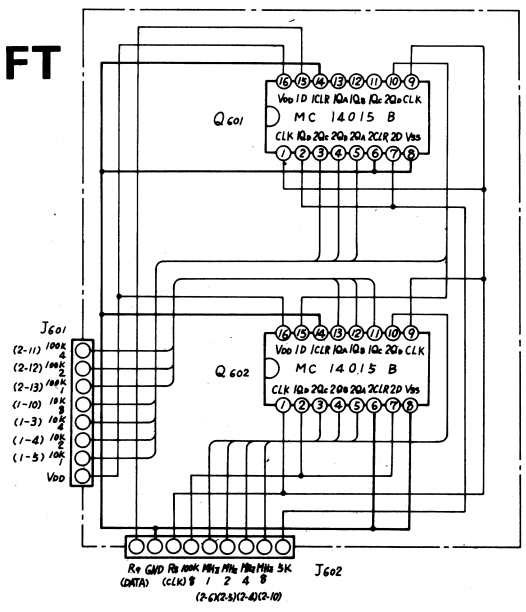 FT
16 15 14 13 12 11 10 9
VDD 1D 1CLR 1QA 1QB 1QC 2QD CLK
Q601
MC 14015 B
CLK 1QD 2QC 2QB 2QA 2CLR 2D VSS
1 2 3 4 5 6 7 8
16 15 14 13 12 11 10 9
VDD 1D 1CLR 1QA 1QB 1QC 2QD CLK
Q602
MC 14015 B
CLK 1QD 2QC 2QB 2QA 2CLR 2D VSS
1 2 3 4 5 6 7 8
J601
(2-11) 100K 4
(2-12) 100K 2
(2-13) 100K 1
(1-10) 10K 8
(1-3) 10K 4
(1-4) 10K 2
(1-5) 10K 1
VDD
R9 GND R8 100K MHz MHz MHz MHz 5K
(DATA) (CLK) 8 1 2 4 8
J602
(2-6)(2-5)(2-4)(2-10)